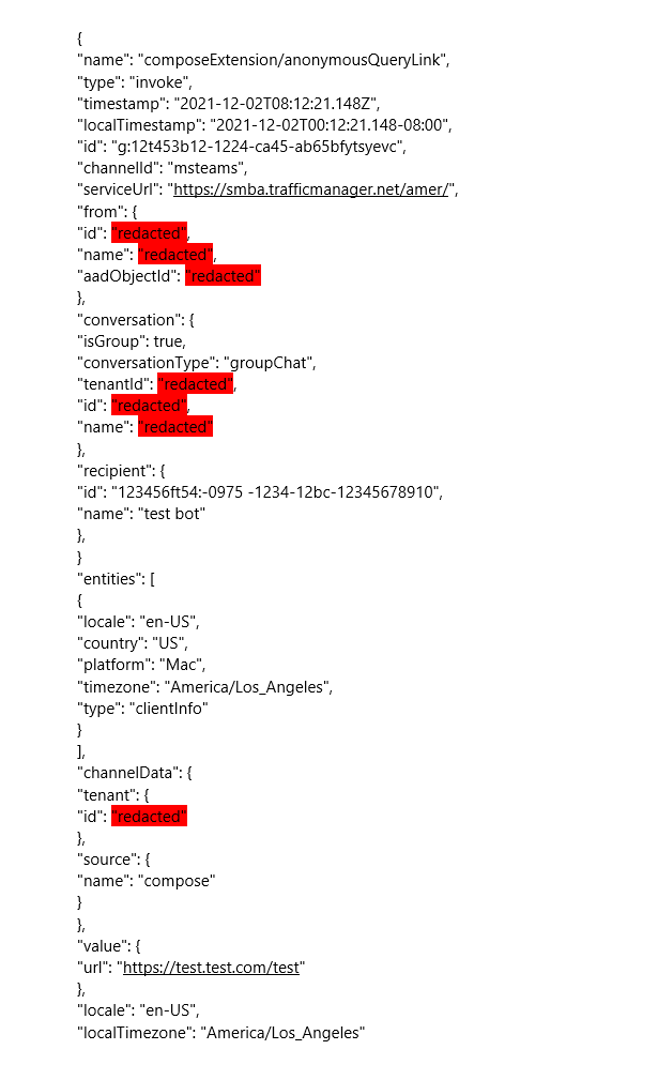 {
"name": "composeExtension/anonymousQueryLink",
"type": "invoke",
"timestamp": "2021-12-02T08:12:21.148Z",
"localTimestamp": "2021-12-02T00:12:21.148-08:00",
"id": "g:12t453b12-1224-ca45-ab65bfytsyevc",
"channelId": "msteams",
"serviceUrl": "https://smba.trafficmanager.net/amer/",
"from": {
"id": "redacted",
"name": "redacted",
"aadObjectId": "redacted"
},
"conversation": {
"isGroup": true,
"conversationType": "groupChat",
"tenantId": "redacted",
"id": "redacted",
"name": "redacted"
},
"recipient": {
"id": "123456ft54:-0975 -1234-12bc-12345678910",
"name": "test bot"
},
}
"entities": [
{
"locale": "en-US",
"country": "US",
"platform": "Mac",
"timezone": "America/Los_Angeles",
"type": "clientInfo"
}
],
"channelData": {
"tenant": {
"id": "redacted"
},
"source": {
"name": "compose"
}
},
"value": {
"url": "https://test.test.com/test"
},
"locale": "en-US",
"localTimezone": "America/Los_Angeles"